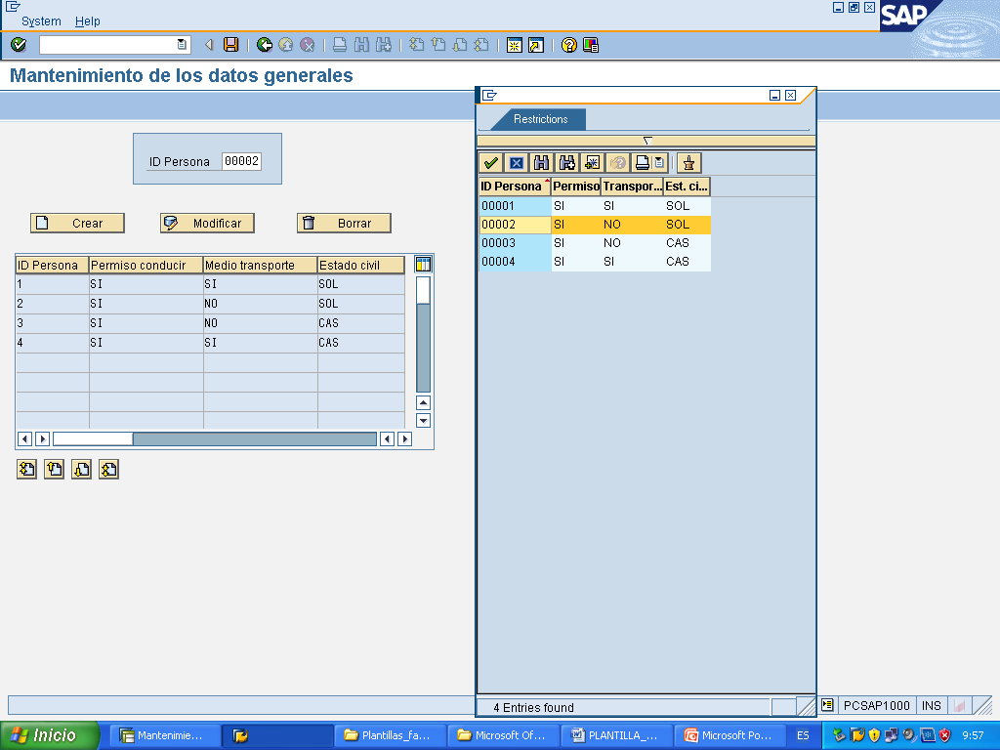 System Help
SAP
Mantenimiento de los datos generales
ID Persona 00002
Crear Modificar Borrar
ID Persona Permiso conducir Medio transporte Estado civil
1 SI SI SOL
2 SI NO SOL
3 SI NO CAS
4 SI SI CAS
Restrictions
ID Persona Permiso Transpor... Est. ci...
00001 SI SI SOL
00002 SI NO SOL
00003 SI NO CAS
00004 SI SI CAS
4 Entries found
PCSAP1000 INS
Inicio Mantenimie... Plantillas_fa... Microsoft Of... PLANTILLA_... Microsoft Po... ES 9:57